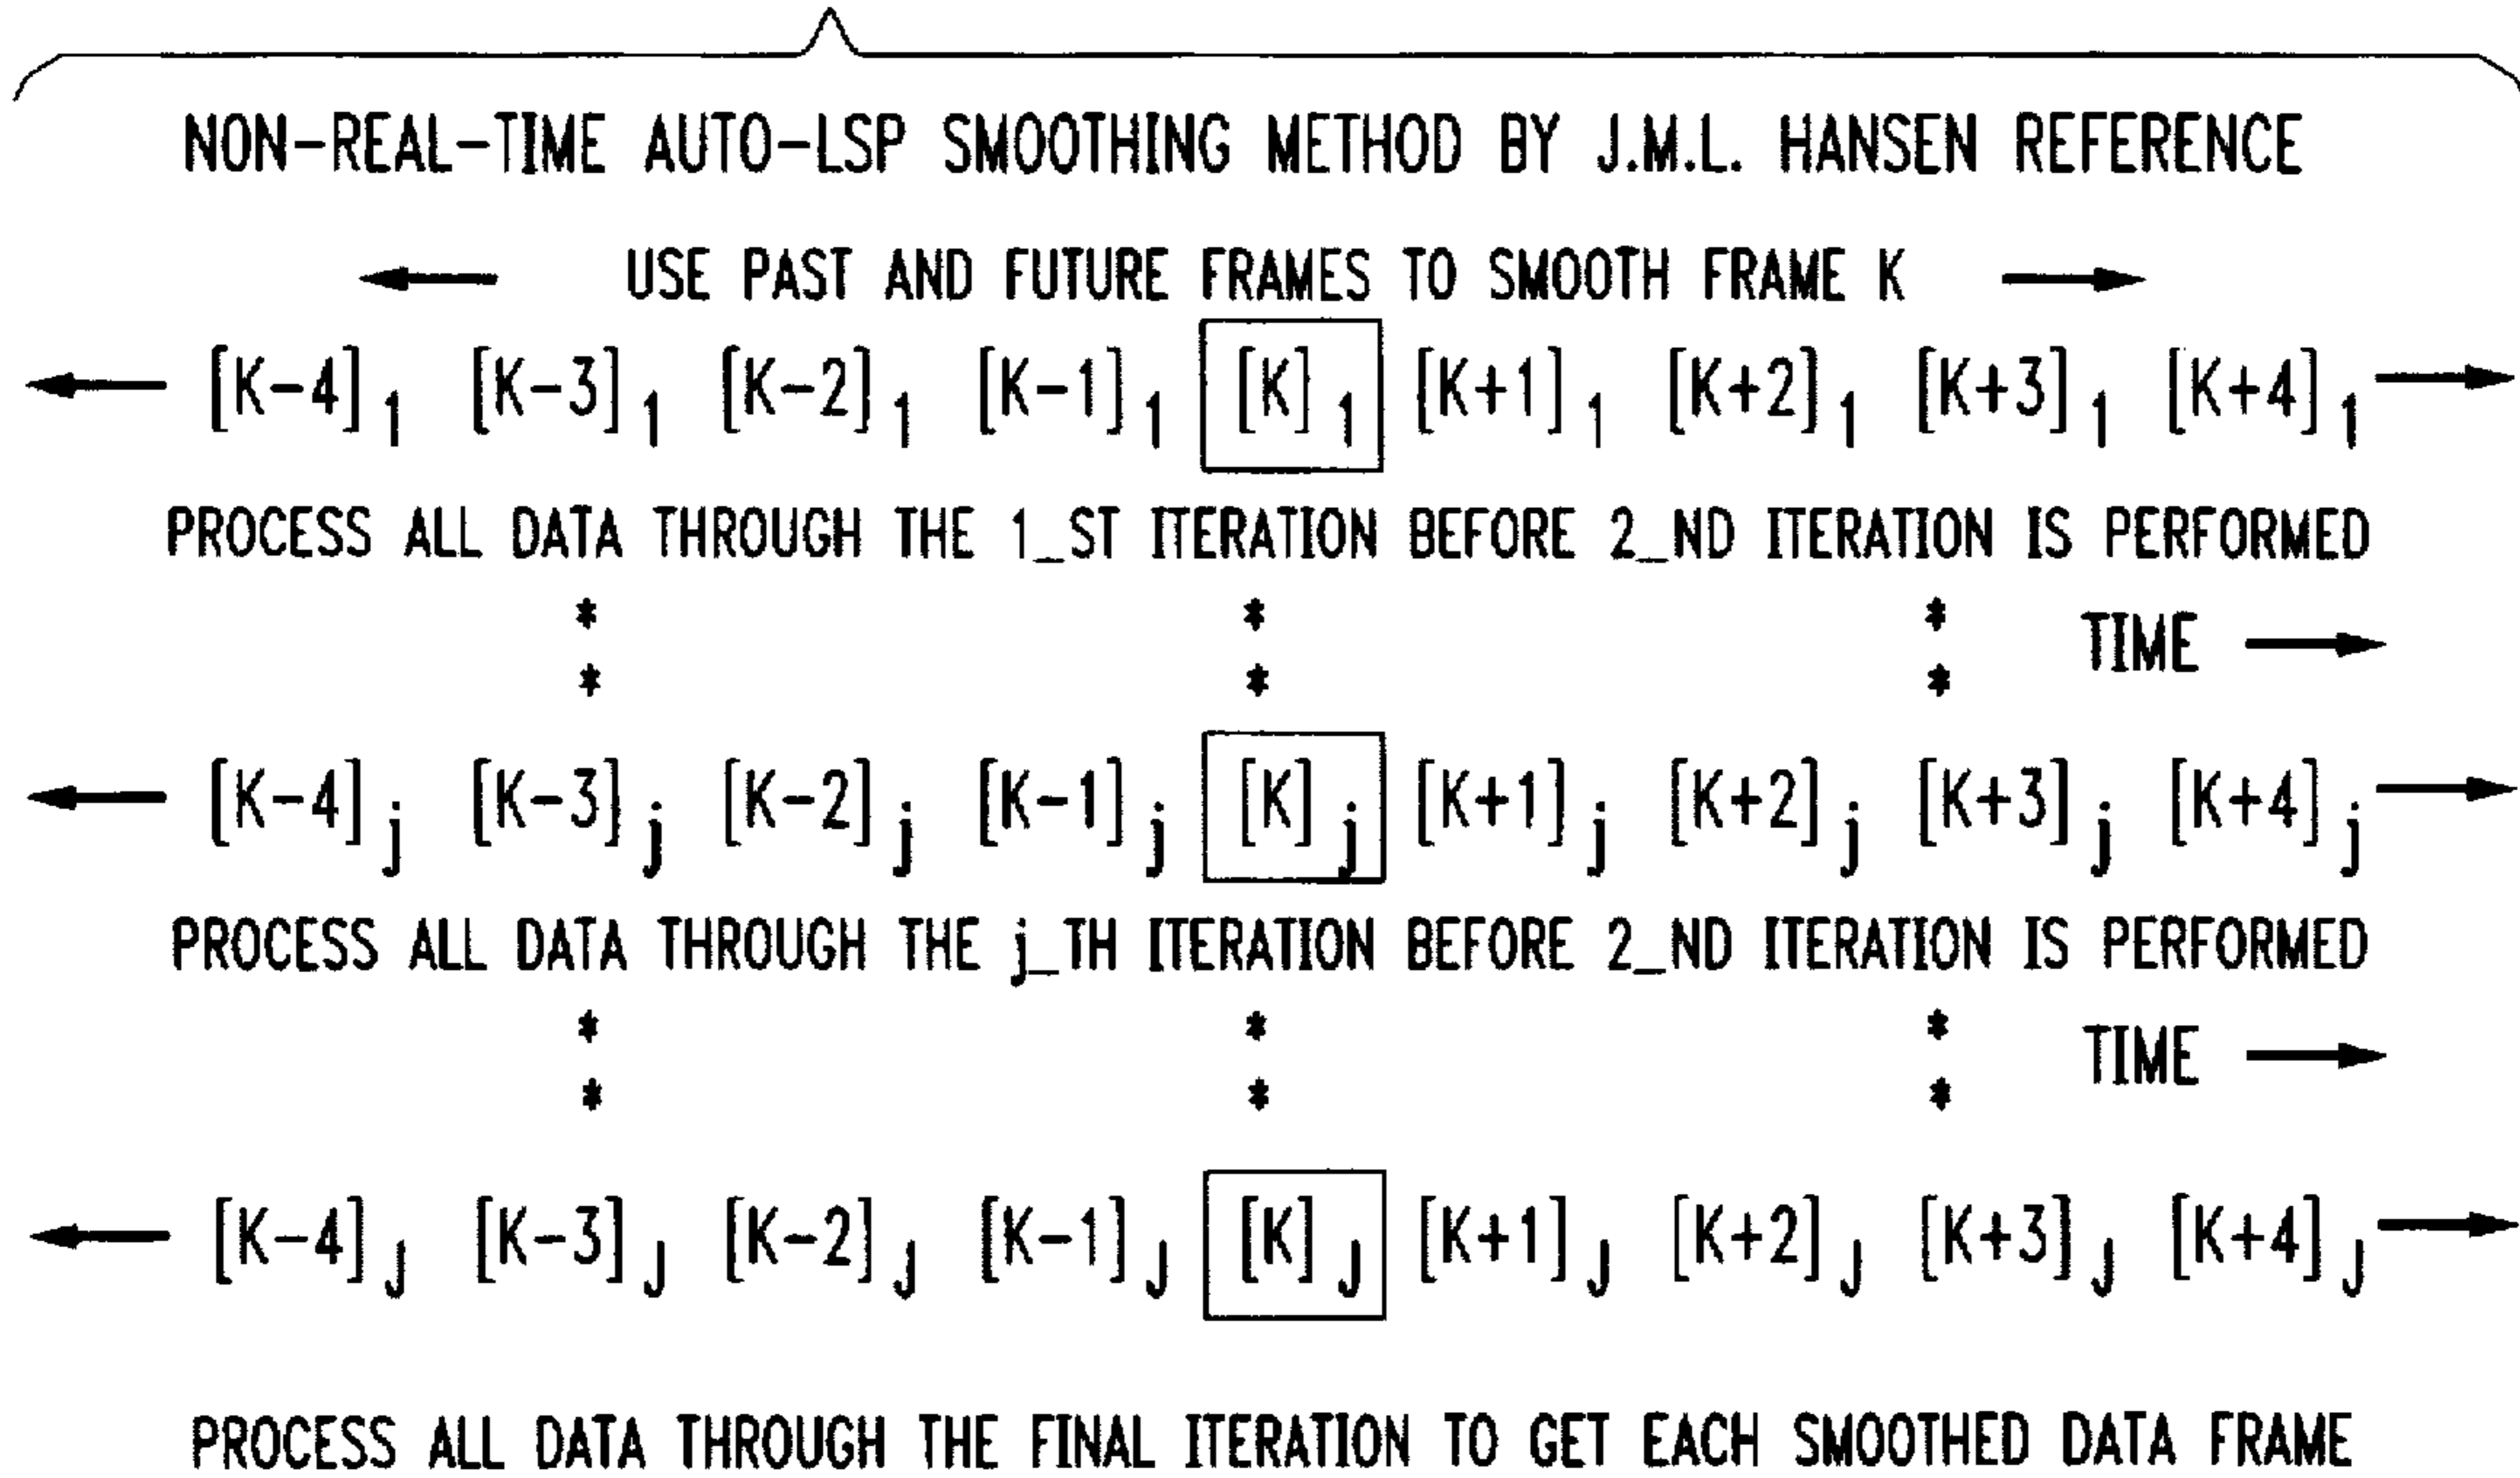 NON-REAL-TIME AUTO-LSP SMOOTHING METHOD BY J.M.L. HANSEN REFERENCE
USE PAST AND FUTURE FRAMES TO SMOOTH FRAME K
[K-4]1 [K-3]1 [K-2]1 [K-1]1 [K]1 [K+1]1 [K+2]1 [K+3]1 [K+4]1
PROCESS ALL DATA THROUGH THE 1_ST ITERATION BEFORE 2_ND ITERATION IS PERFORMED
* * * TIME
* * *
[K-4]j [K-3]j [K-2]j [K-1]j [K]j [K+1]j [K+2]j [K+3]j [K+4]j
PROCESS ALL DATA THROUGH THE j_TH ITERATION BEFORE 2_ND ITERATION IS PERFORMED
* * * TIME
* * *
[K-4]J [K-3]J [K-2]J [K-1]J [K]J [K+1]J [K+2]J [K+3]J [K+4]J
PROCESS ALL DATA THROUGH THE FINAL ITERATION TO GET EACH SMOOTHED DATA FRAME